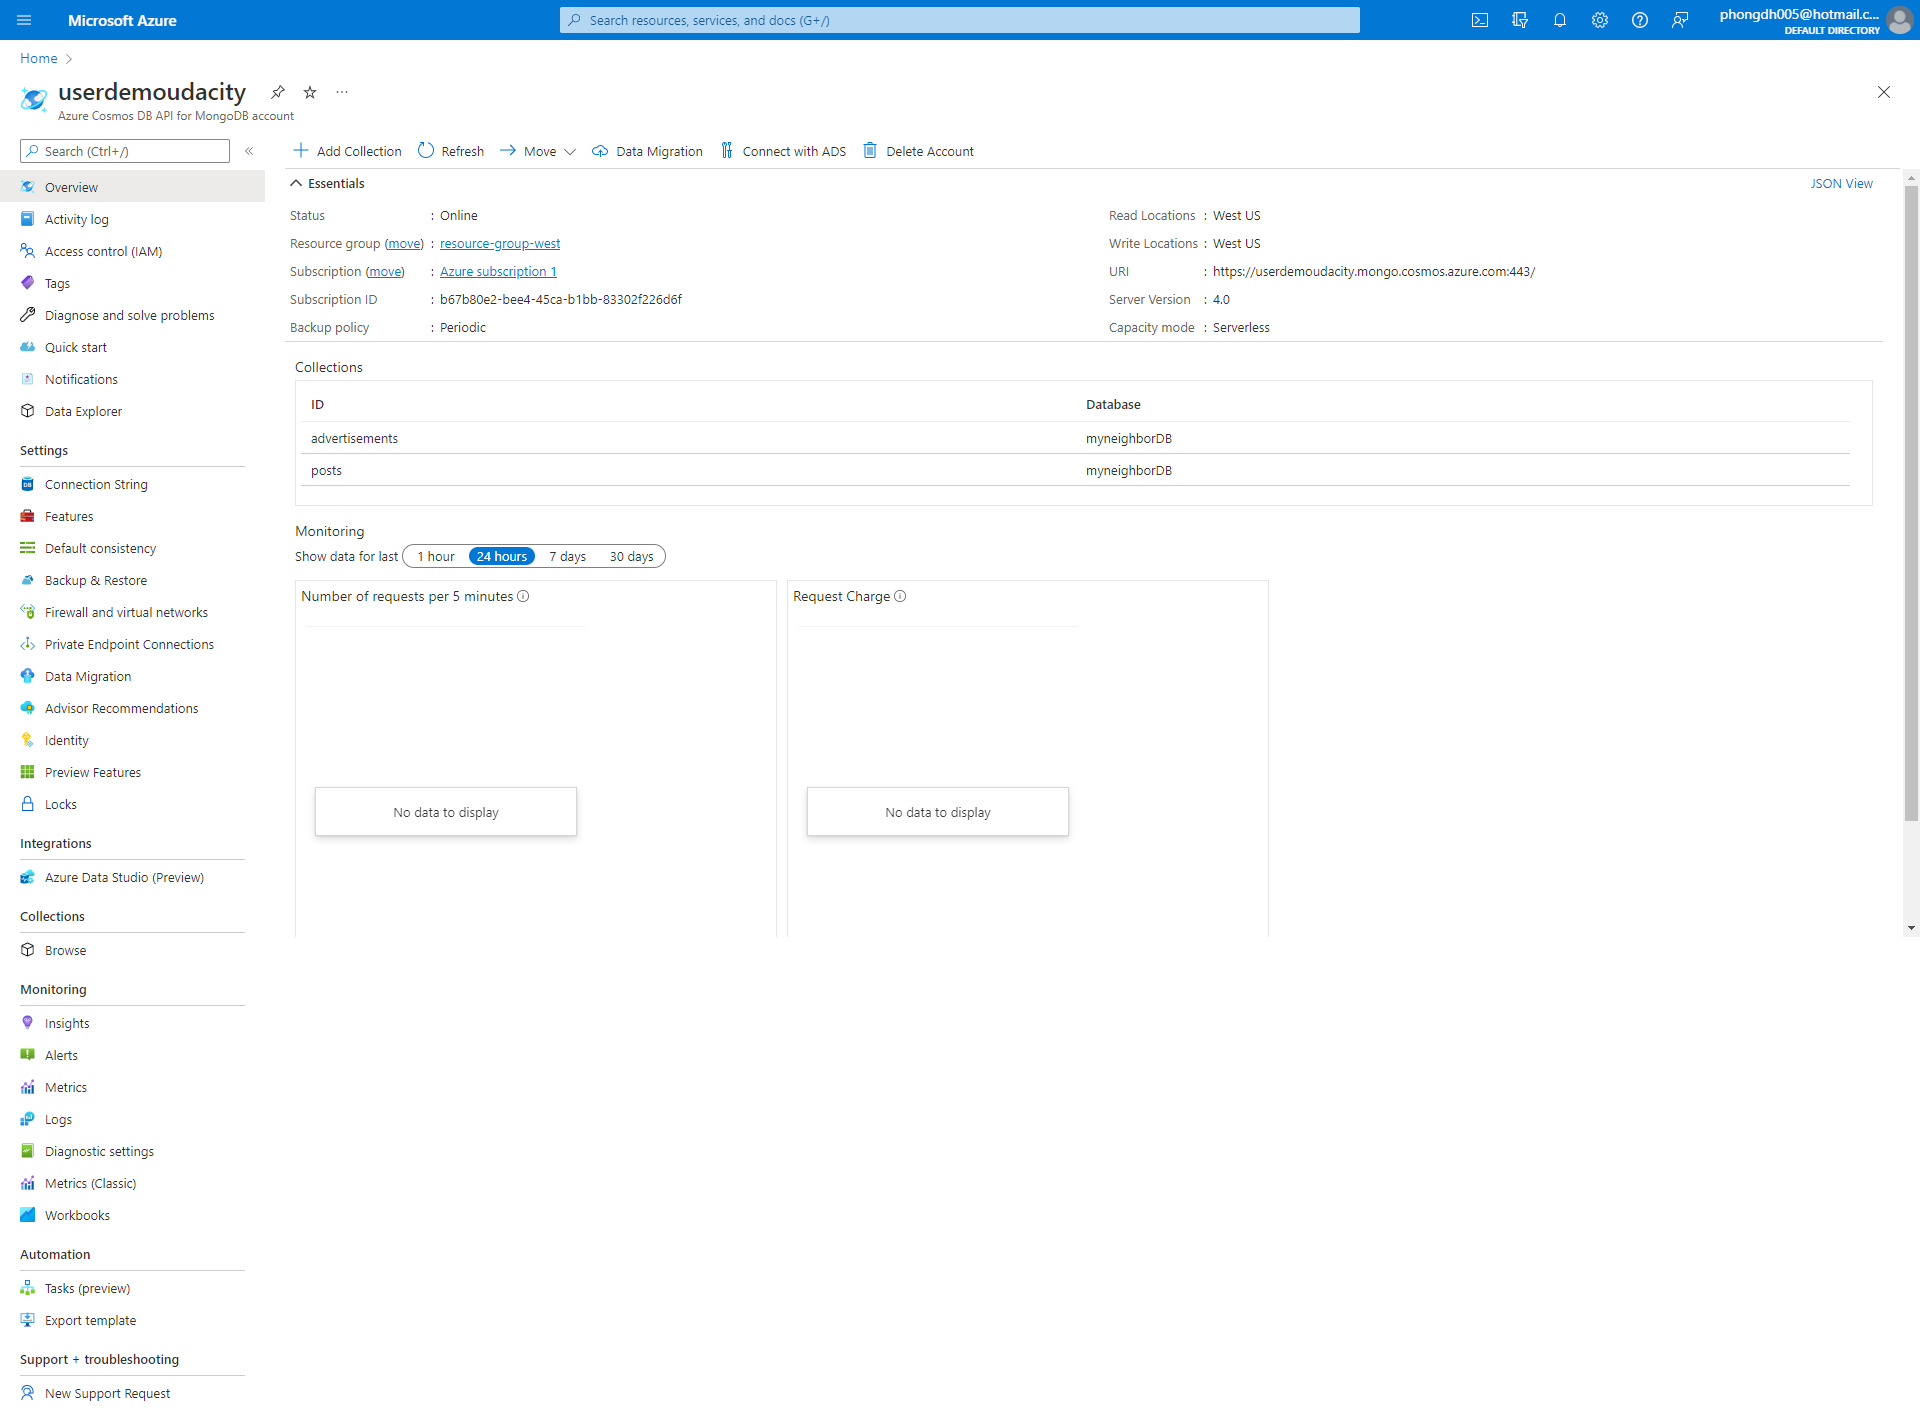 Microsoft Azure
Search resources, services, and docs (G+/)
phongdh005@hotmail.c...
DEFAULT DIRECTORY
Home
userdemoudacity
Azure Cosmos DB API for MongoDB account
Search (Ctrl+/)
Add Collection Refresh Move Data Migration Connect with ADS Delete Account
Overview
Activity log
Access control (IAM)
Tags
Diagnose and solve problems
Quick start
Notifications
Data Explorer
Settings
Connection String
Features
Default consistency
Backup & Restore
Firewall and virtual networks
Private Endpoint Connections
Data Migration
Advisor Recommendations
Identity
Preview Features
Locks
Integrations
Azure Data Studio (Preview)
Collections
Browse
Monitoring
Insights
Alerts
Metrics
Logs
Diagnostic settings
Metrics (Classic)
Workbooks
Automation
Tasks (preview)
Export template
Support + troubleshooting
New Support Request
Essentials
JSON View
Status : Online
Resource group (move) : resource-group-west
Subscription (move) : Azure subscription 1
Subscription ID : b67b80e2-bee4-45ca-b1bb-83302f226d6f
Backup policy : Periodic
Read Locations : West US
Write Locations : West US
URI : https://userdemoudacity.mongo.cosmos.azure.com:443/
Server Version : 4.0
Capacity mode : Serverless
Collections
ID Database
advertisements myneighborDB
posts myneighborDB
Monitoring
Show data for last 1 hour 24 hours 7 days 30 days
Number of requests per 5 minutes
No data to display
Request Charge
No data to display